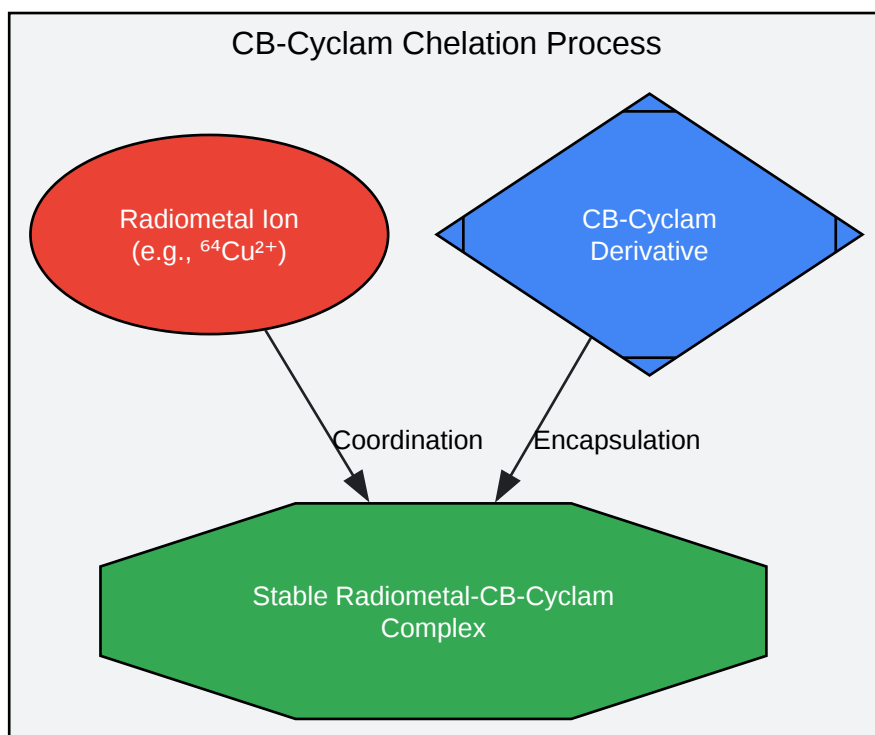 CB-Cyclam Chelation Process
Radiometal Ion
(e.g., ⁶⁴Cu²⁺)
CB-Cyclam
Derivative
Coordination
Encapsulation
Stable Radiometal-CB-Cyclam
Complex